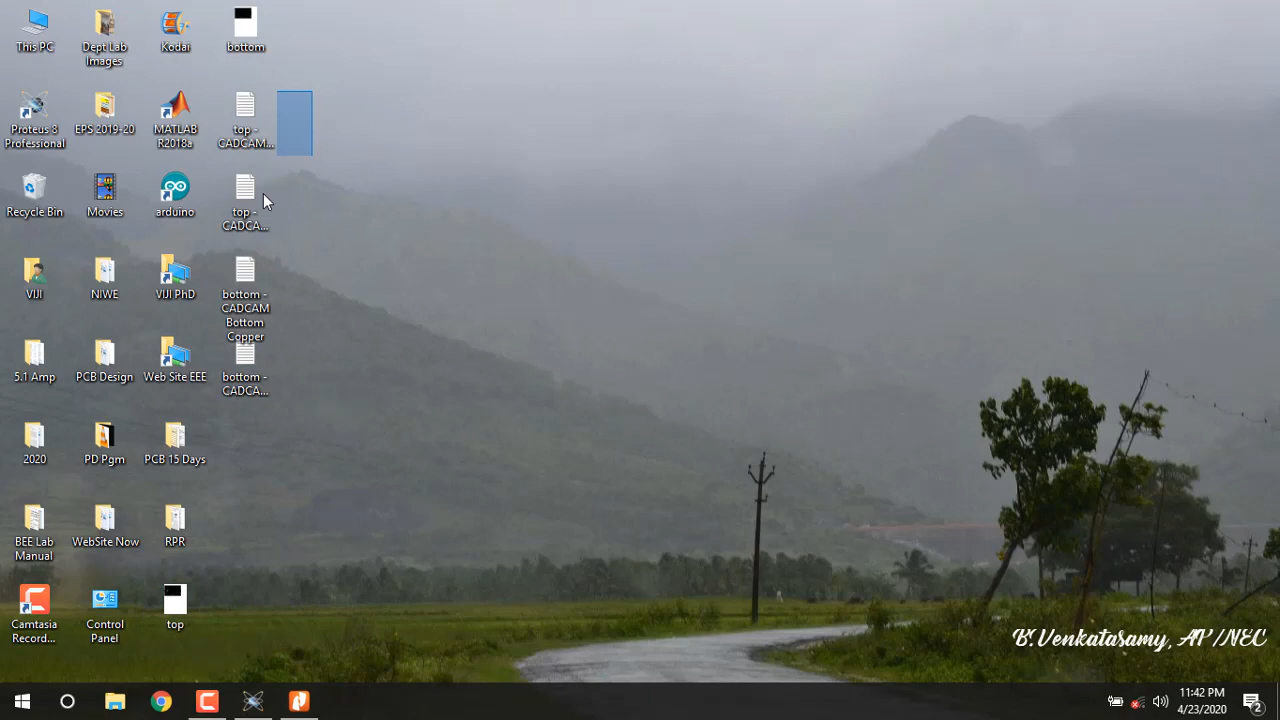 This PC
Dept Lab
Images
Kodai
bottom
Proteus 8
Professional
EPS 2019-20
MATLAB
R2018a
top -
CADCAM...
Recycle Bin
Movies
arduino
top -
CADCA...
VIJI
NIWE
VIJI PhD
bottom -
CADCAM
Bottom
Copper
5.1 Amp
PCB Design
Web Site EEE
bottom -
CADCA...
2020
PD Pgm
PCB 15 Days
BEE Lab
Manual
WebSite Now
RPR
Camtasia
Record...
Control
Panel
top
B.Venkatasamy, AP/NEC
11:42 PM
4/23/2020
2